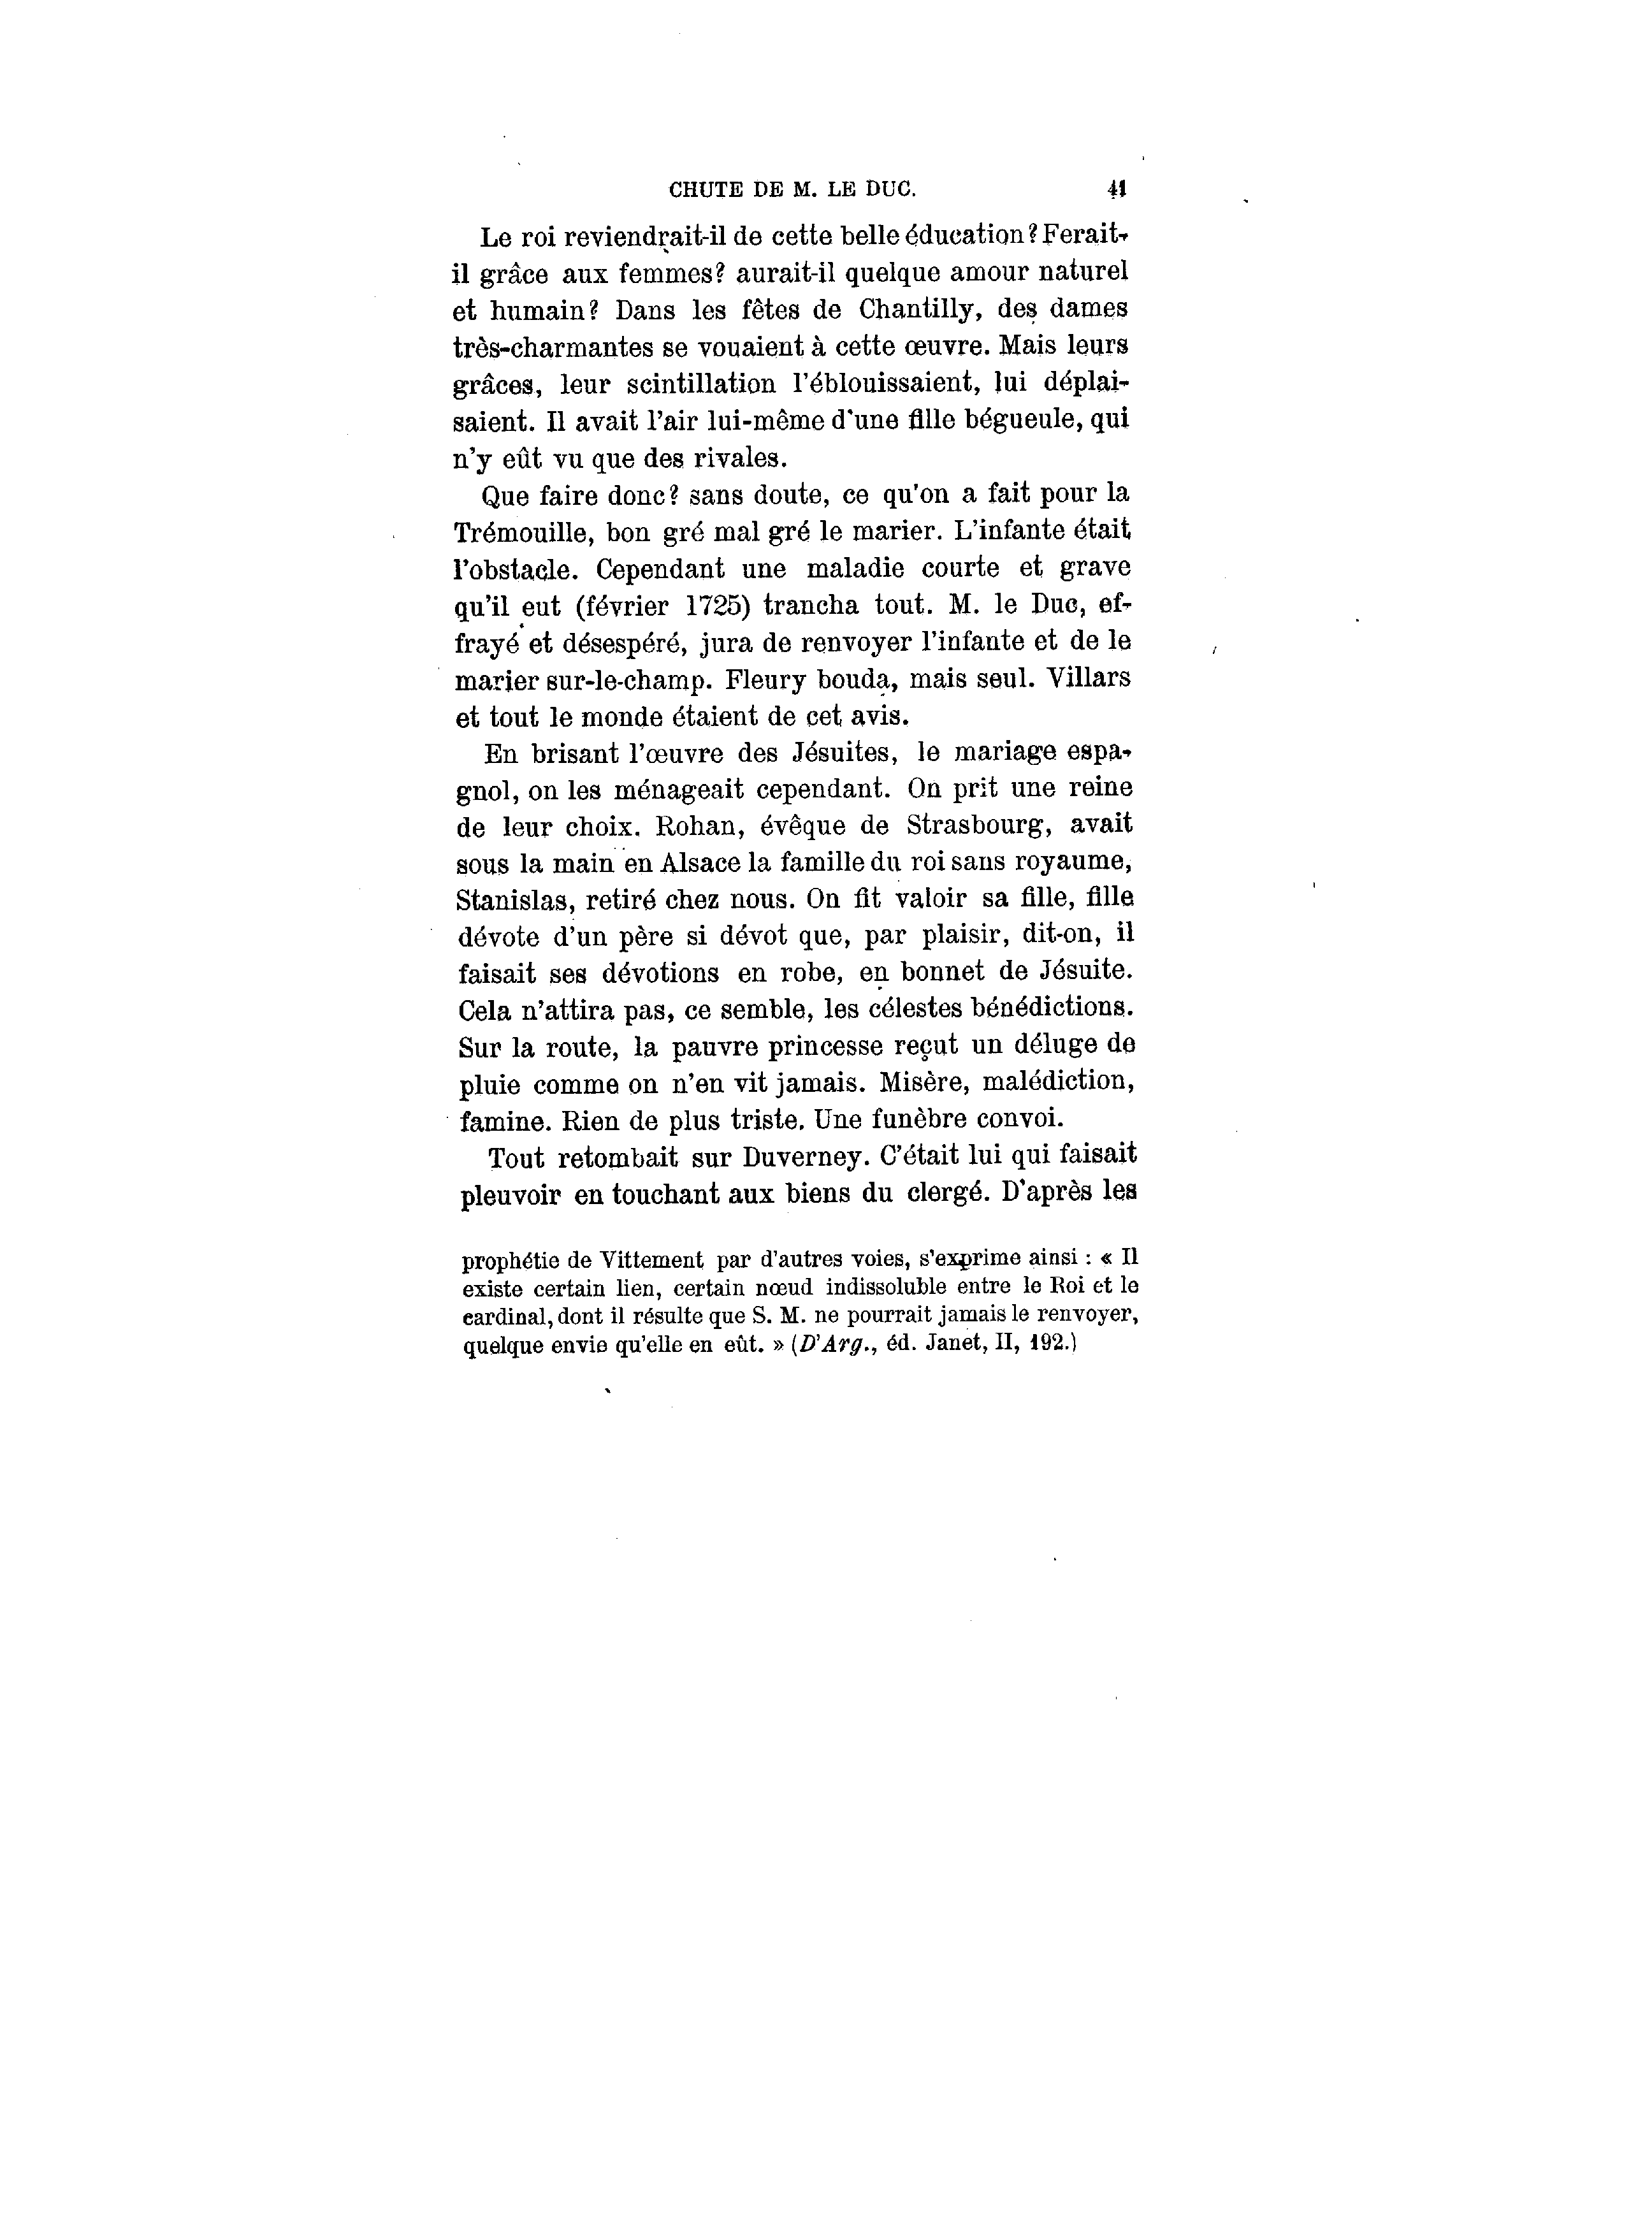 CHUTE DE M. LE DUC. 41
Le roi reviendrait-il de cette belle éducation? Ferait-
il grâce aux femmes? aurait-il quelque amour naturel
et humain? Dans les fêtes de Chantilly, des dames
très-charmantes se vouaient à cette œuvre. Mais leurs
grâces, leur scintillation l'éblouissaient, lui déplai-
saient. Il avait l'air lui-même d'une fille bégueule, qui
n'y eût vu que des rivales.
Que faire donc? sans doute, ce qu'on a fait pour la
Trémouille, bon gré mal gré le marier. L'infante était
l'obstacle. Cependant une maladie courte et grave
qu'il eut (février 1725) trancha tout. M. le Duc, ef-
frayé et désespéré, jura de renvoyer l'infante et de le
marier sur-le-champ. Fleury bouda, mais seul. Villars
et tout le monde étaient de cet avis.
En brisant l'œuvre des Jésuites, le mariage espa-
gnol, on les ménageait cependant. On prit une reine
de leur choix. Rohan, évêque de Strasbourg, avait
sous la main en Alsace la famille du roi sans royaume,
Stanislas, retiré chez nous. On fit valoir sa fille, fille
dévote d'un père si dévot que, par plaisir, dit-on, il
faisait ses dévotions en robe, en bonnet de Jésuite.
Cela n'attira pas, ce semble, les célestes bénédictions.
Sur la route, la pauvre princesse reçut un déluge de
pluie comme on n'en vit jamais. Misère, malédiction,
famine. Rien de plus triste. Une funèbre convoi.
Tout retombait sur Duverney. C'était lui qui faisait
pleuvoir en touchant aux biens du clergé. D'après les
prophétie de Vittement par d'autres voies, s'exprime ainsi : « Il
existe certain lien, certain nœud indissoluble entre le Roi et le
cardinal, dont il résulte que S. M. ne pourrait jamais le renvoyer,
quelque envie qu'elle en eût. » (D'Arg., éd. Janet, II, 192.)